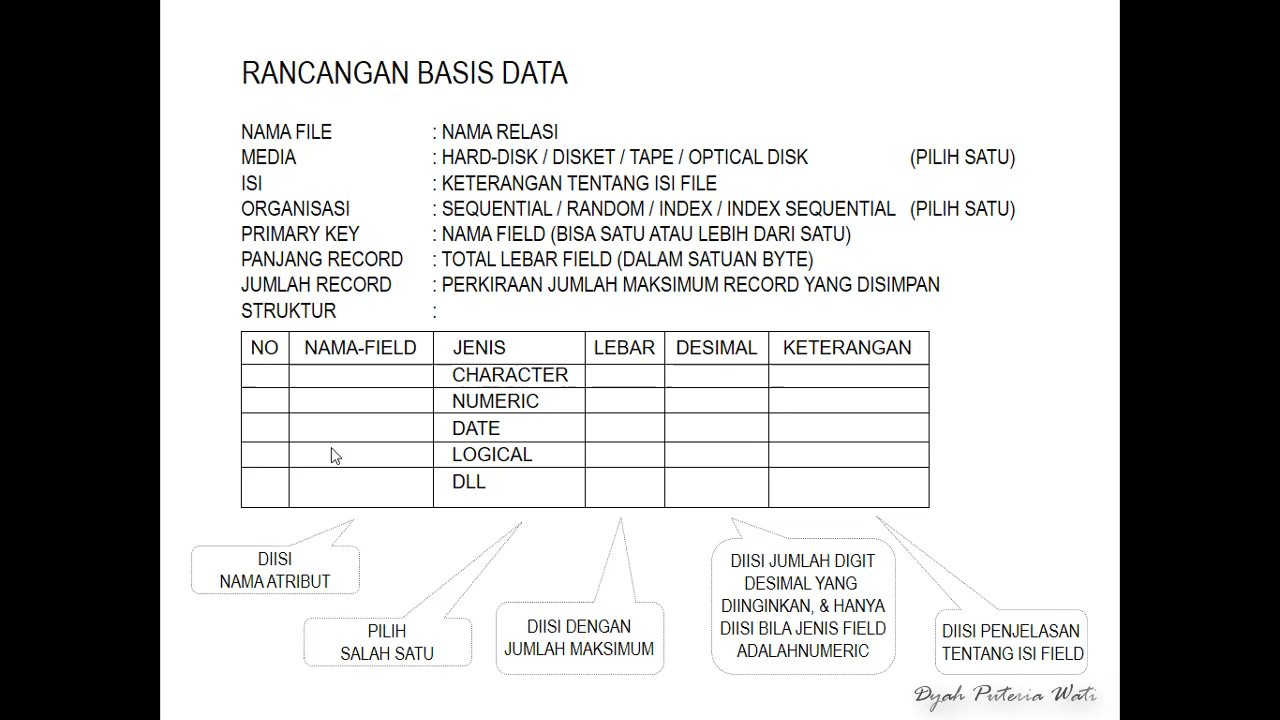 RANCANGAN BASIS DATA
NAMA FILE : NAMA RELASI
MEDIA : HARD-DISK / DISKET / TAPE / OPTICAL DISK (PILIH SATU)
ISI : KETERANGAN TENTANG ISI FILE
ORGANISASI : SEQUENTIAL / RANDOM / INDEX / INDEX SEQUENTIAL (PILIH SATU)
PRIMARY KEY : NAMA FIELD (BISA SATU ATAU LEBIH DARI SATU)
PANJANG RECORD : TOTAL LEBAR FIELD (DALAM SATUAN BYTE)
JUMLAH RECORD : PERKIRAAN JUMLAH MAKSIMUM RECORD YANG DISIMPAN
STRUKTUR :
NO NAMA-FIELD JENIS LEBAR DESIMAL KETERANGAN
CHARACTER
NUMERIC
DATE
LOGICAL
DLL
DIISI
NAMA ATRIBUT
PILIH
SALAH SATU
DIISI DENGAN
JUMLAH MAKSIMUM
DIISI JUMLAH DIGIT
DESIMAL YANG
DIINGINKAN, & HANYA
DIISI BILA JENIS FIELD
ADALAHNUMERIC
DIISI PENJELASAN
TENTANG ISI FIELD
Dyah Puteria Wati